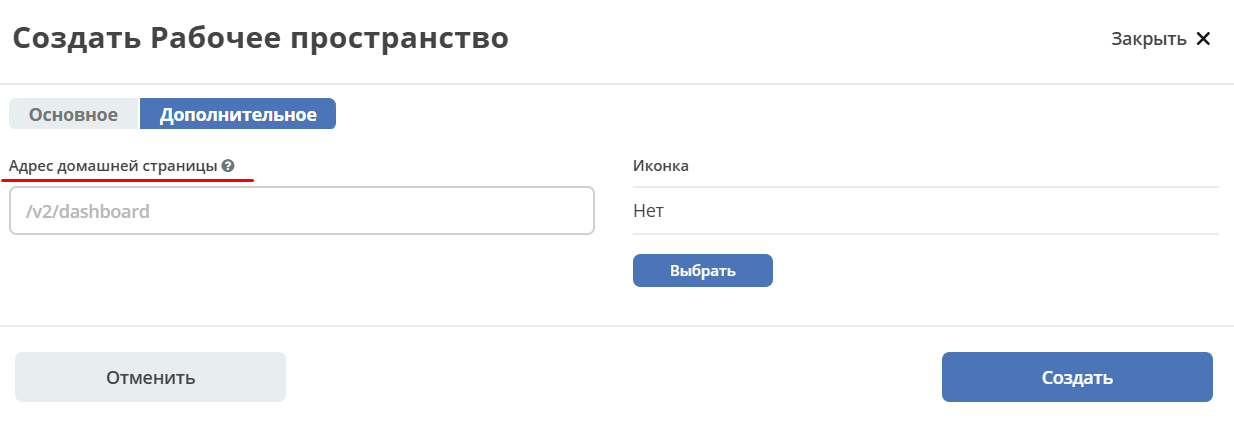 Создать Рабочее пространство
Закрыть
Основное
Дополнительное
Адрес домашней страницы
/v2/dashboard
Иконка
Нет
Выбрать
Отменить
Создать